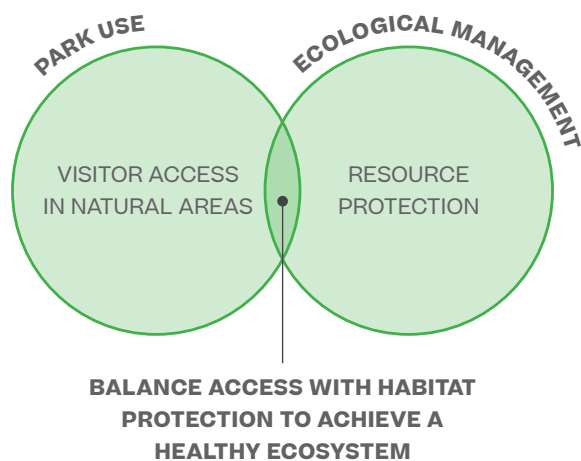 PARK USE
ECOLOGICAL MANAGEMENT
VISITOR ACCESS
IN NATURAL AREAS
RESOURCE
PROTECTION
BALANCE ACCESS WITH HABITAT
PROTECTION TO ACHIEVE A
HEALTHY ECOSYSTEM